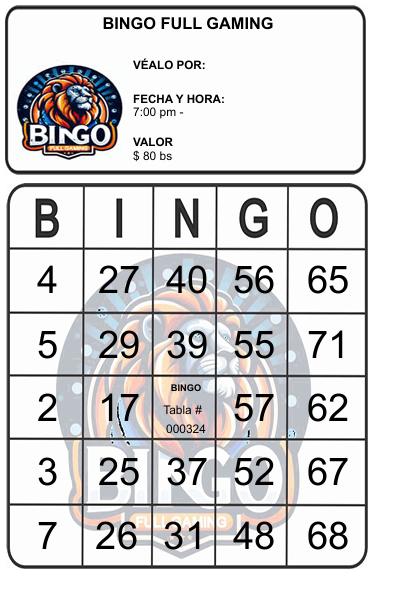 BINGO FULL GAMING
VÉALO POR:
FECHA Y HORA:
7:00 pm -
VALOR
$ 80 bs
BINGO
FULL GAMING
B I N G O
4 27 40 56 65
5 29 39 55 71
2 17 BINGO Tabla # 000324 57 62
3 25 37 52 67
7 26 31 48 68
BINGO
FULL GAMING